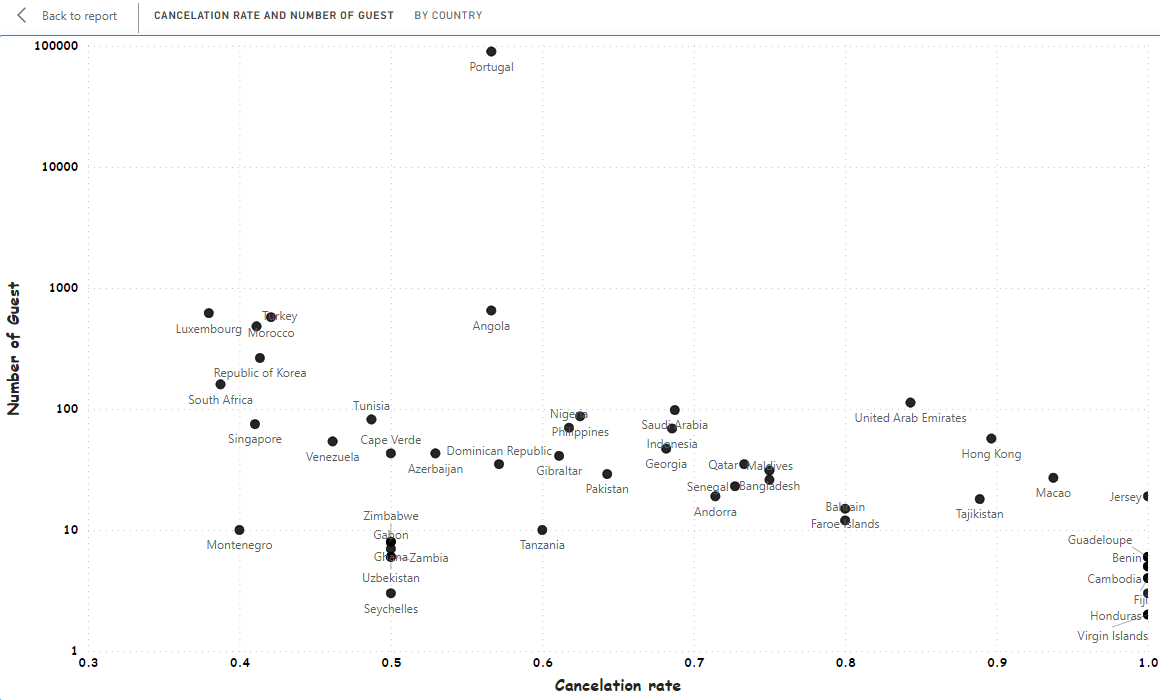 Back to report
CANCELATION RATE AND NUMBER OF GUEST
BY COUNTRY
100000
Portugal
10000
Number of Guest
1000
Luxembourg
Turkey
Morocco
Angola
Republic of Korea
South Africa
100
Tunisia
Nigeria
Philippines
Saudi Arabia
United Arab Emirates
Singapore
Venezuela
Cape Verde
Azerbaijan
Dominican Republic
Gibraltar
Pakistan
Indonesia
Georgia
Qatar
Maldives
Senegal
Bangladesh
Andorra
Hong Kong
Macao
Tajikistan
Jersey
Bahrain
Faroe Islands
10
Montenegro
Zimbabwe
Gabon
Ghana
Zambia
Uzbekistan
Seychelles
Tanzania
Guadeloupe
Benin
Cambodia
Fiji
Honduras
Virgin Islands
1
0.3
0.4
0.5
0.6
0.7
0.8
0.9
1.0
Cancelation rate